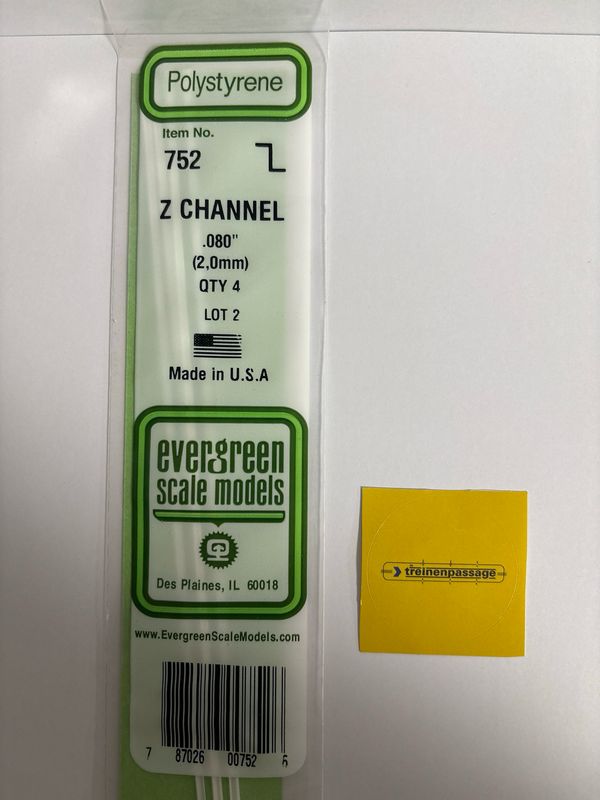 Polystyrene
Item No.
752
Z CHANNEL
.080"
(2,0mm)
QTY 4
LOT 2
Made in U.S.A
evergreen
scale models
Des Plaines, IL 60018
www.EvergreenScaleModels.com
7 87026 00752 6
treinenpassage